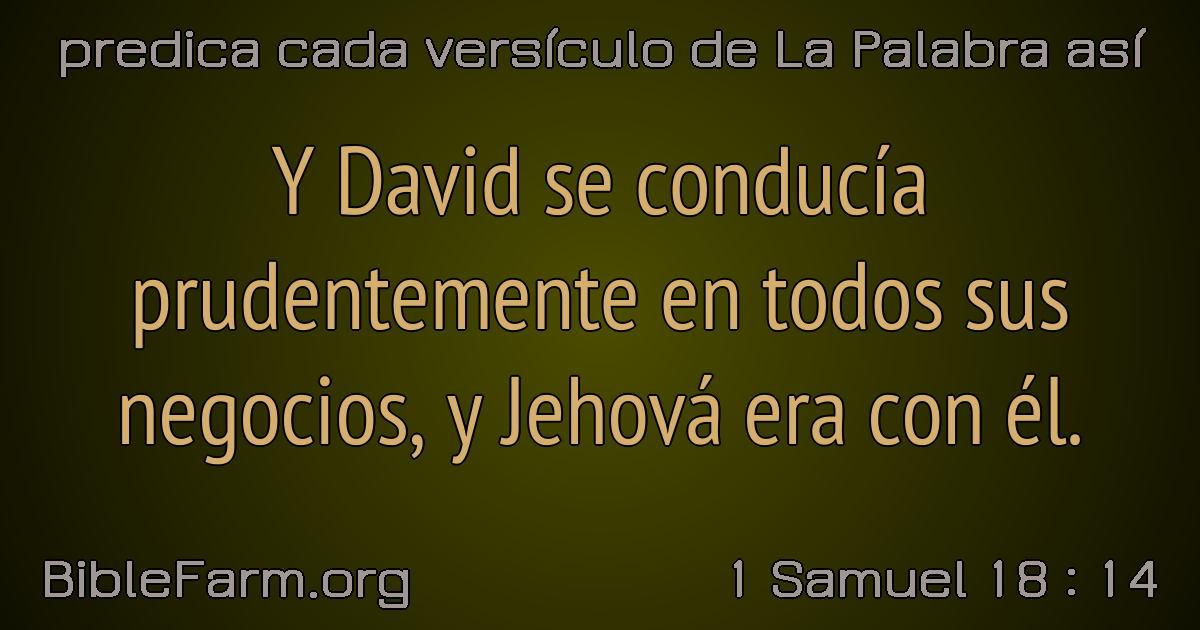 predica cada versículo de La Palabra así
Y David se conducía
prudentemente en todos sus
negocios, y Jehová era con él.
BibleFarm.org
1 Samuel 18 : 14